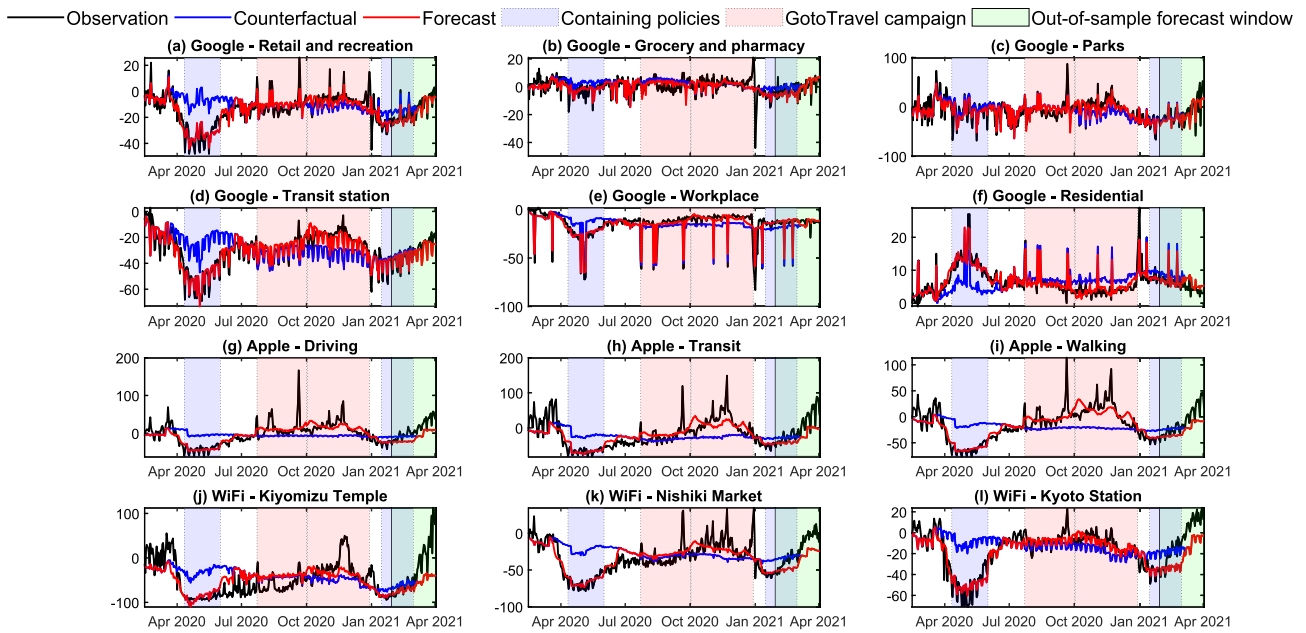 Observation Counterfactual Forecast Containing policies GotoTravel campaign Out-of-sample forecast window
(a) Google - Retail and recreation (b) Google - Grocery and pharmacy (c) Google - Parks
20 0 -20 -40
20 0 -20 -40
100 0 -100
Apr 2020 Jul 2020 Oct 2020 Jan 2021 Apr 2021 Apr 2020 Jul 2020 Oct 2020 Jan 2021 Apr 2021 Apr 2020 Jul 2020 Oct 2020 Jan 2021 Apr 2021
(d) Google - Transit station (e) Google - Workplace (f) Google - Residential
0 -20 -40 -60
0 -50 -100
20 10 0
Apr 2020 Jul 2020 Oct 2020 Jan 2021 Apr 2021 Apr 2020 Jul 2020 Oct 2020 Jan 2021 Apr 2021 Apr 2020 Jul 2020 Oct 2020 Jan 2021 Apr 2021
(g) Apple - Driving (h) Apple - Transit (i) Apple - Walking
200 100 0
200 100 0
100 50 0 -50
Apr 2020 Jul 2020 Oct 2020 Jan 2021 Apr 2021 Apr 2020 Jul 2020 Oct 2020 Jan 2021 Apr 2021 Apr 2020 Jul 2020 Oct 2020 Jan 2021 Apr 2021
(j) WiFi - Kiyomizu Temple (k) WiFi - Nishiki Market (l) WiFi - Kyoto Station
100 0 -100
0 -50 -100
20 0 -20 -40 -60
Apr 2020 Jul 2020 Oct 2020 Jan 2021 Apr 2021 Apr 2020 Jul 2020 Oct 2020 Jan 2021 Apr 2021 Apr 2020 Jul 2020 Oct 2020 Jan 2021 Apr 2021